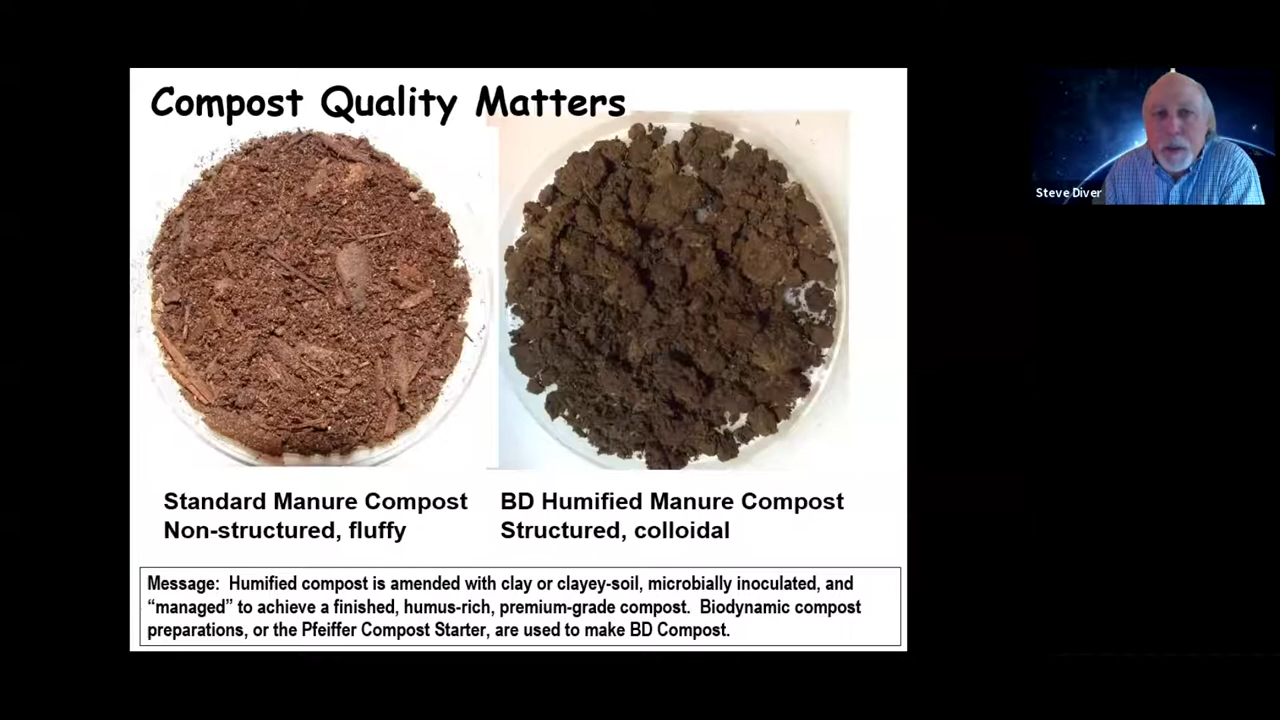 Compost Quality Matters
Standard Manure Compost
Non-structured, fluffy
BD Humified Manure Compost
Structured, colloidal
Message:  Humified compost is amended with clay or clayey-soil, microbially inoculated, and
“managed” to achieve a finished, humus-rich, premium-grade compost.  Biodynamic compost
preparations, or the Pfeiffer Compost Starter, are used to make BD Compost.
Steve Diver